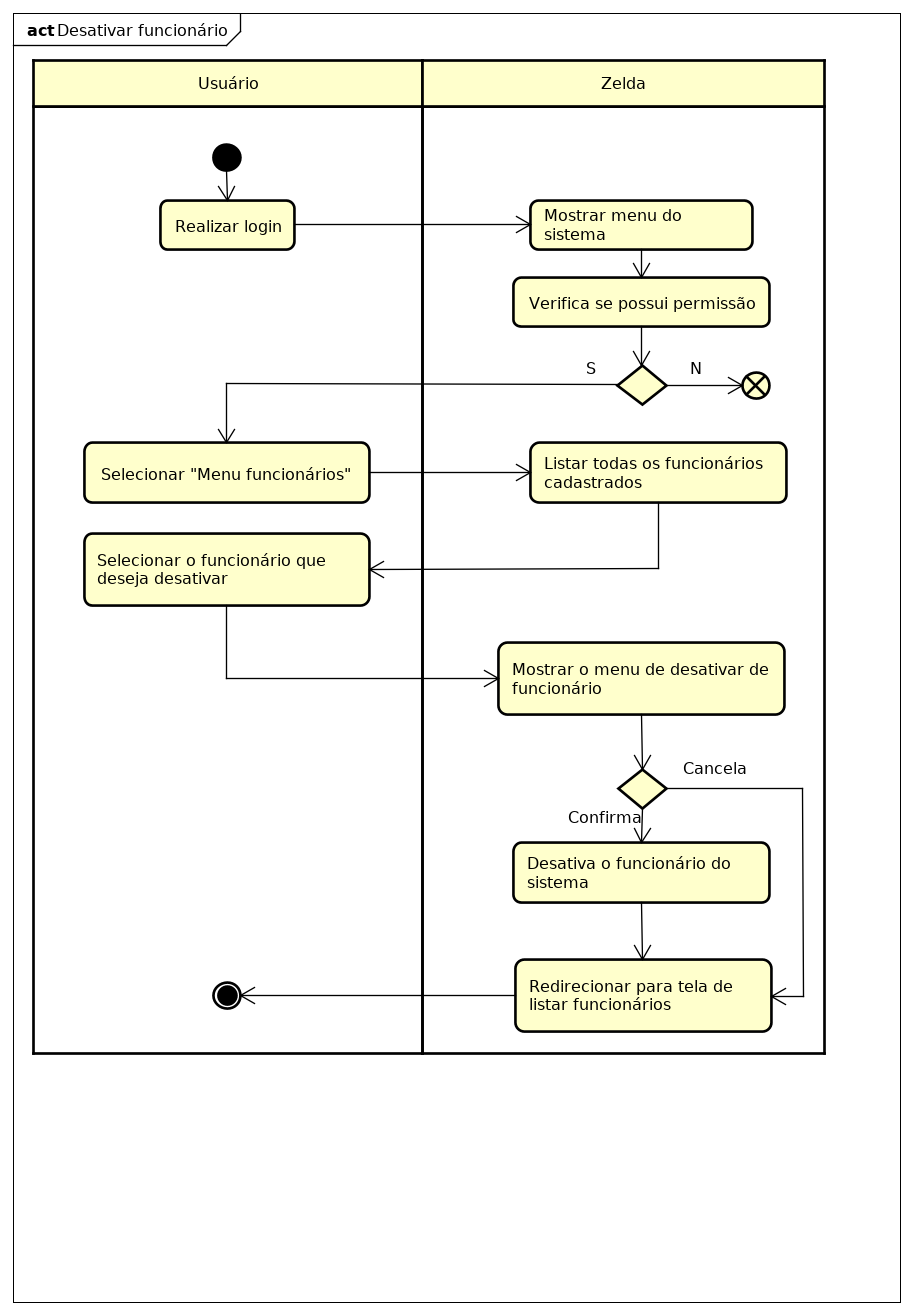 act Desativar funcionário
Usuário
Zelda
Realizar login
Mostrar menu do
sistema
Verifica se possui permissão
S
N
Selecionar "Menu funcionários"
Listar todas os funcionários
cadastrados
Selecionar o funcionário que
deseja desativar
Mostrar o menu de desativar de
funcionário
Cancela
Confirma
Desativa o funcionário do
sistema
Redirecionar para tela de
listar funcionários